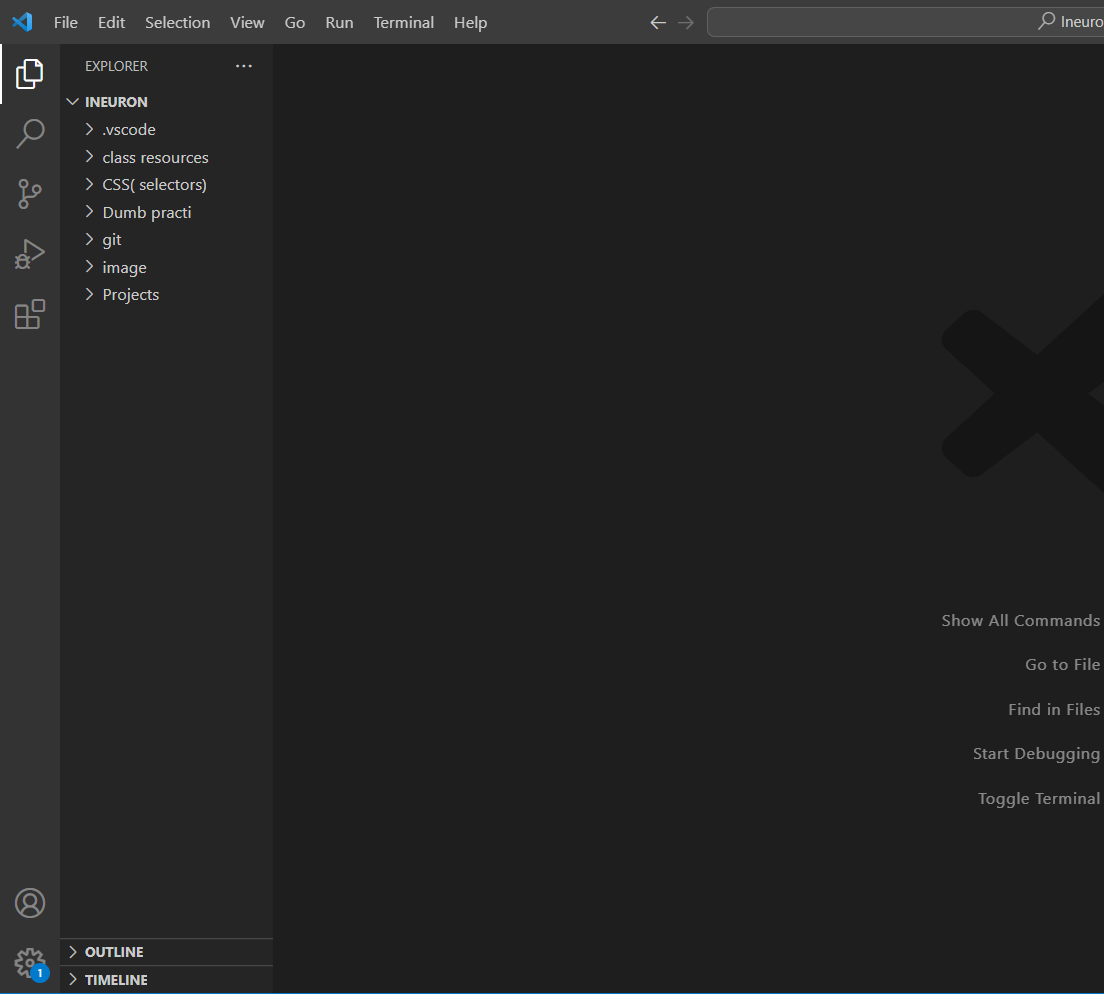 File Edit Selection View Go Run Terminal Help
Ineuro
EXPLORER
INEURON
.vscode
class resources
CSS( selectors)
Dumb practi
git
image
Projects
Show All Commands
Go to File
Find in Files
Start Debugging
Toggle Terminal
OUTLINE
1
TIMELINE